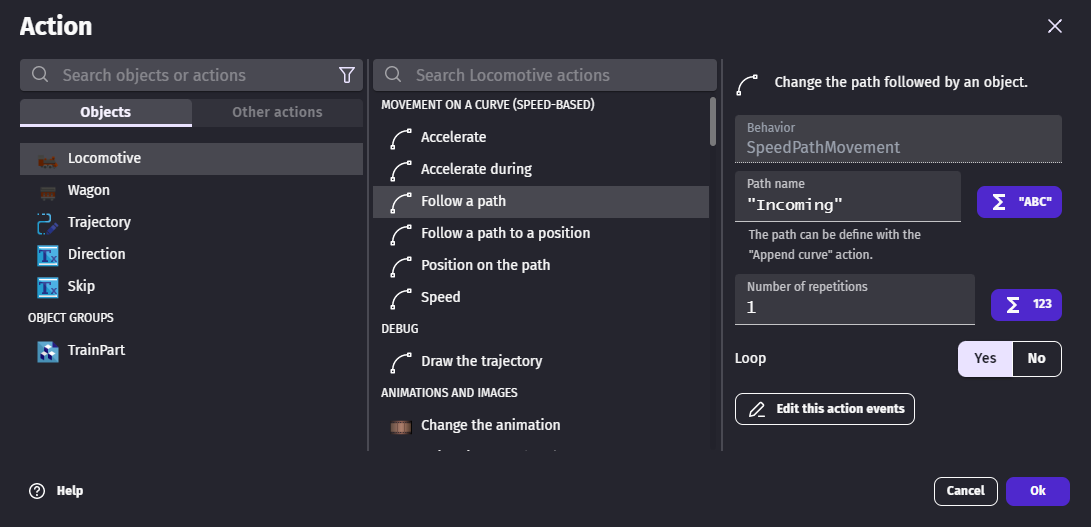 Action
Search objects or actions
Objects
Other actions
Locomotive
Wagon
Trajectory
Tx Direction
Tx Skip
OBJECT GROUPS
TrainPart
Search Locomotive actions
MOVEMENT ON A CURVE (SPEED-BASED)
Accelerate
Accelerate during
Follow a path
Follow a path to a position
Position on the path
Speed
DEBUG
Draw the trajectory
ANIMATIONS AND IMAGES
Change the animation
Change the path followed by an object.
Behavior
SpeedPathMovement
Path name
"Incoming"
Σ "ABC"
The path can be define with the
"Append curve" action.
Number of repetitions
1
Σ 123
Loop
Yes
No
Edit this action events
? Help
Cancel
Ok